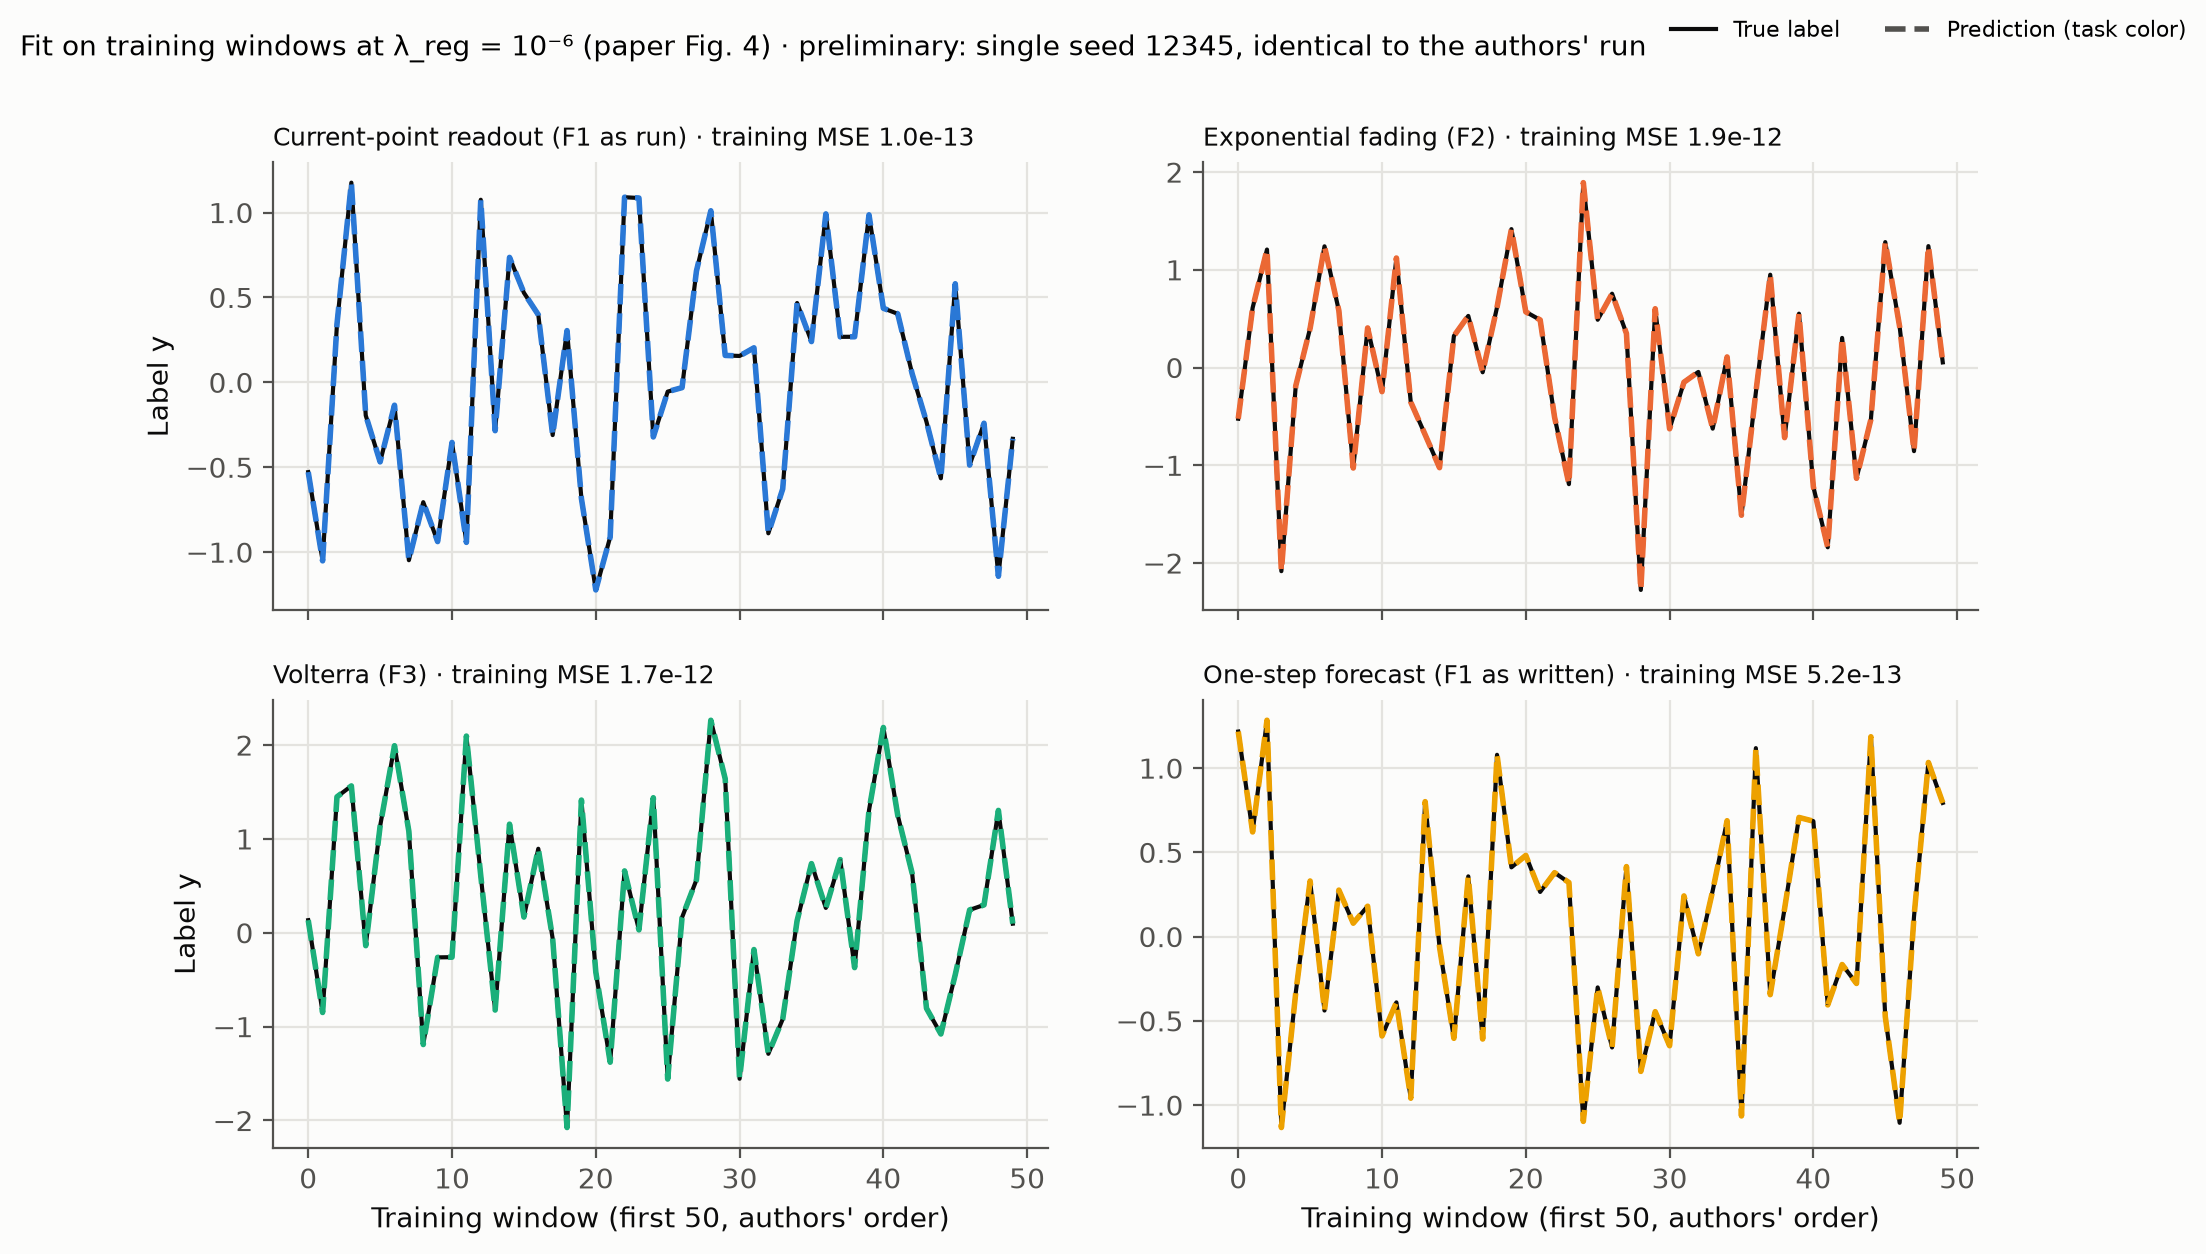 Fit on training windows at λ_reg = 10⁻⁶ (paper Fig. 4) · preliminary: single seed 12345, identical to the authors' run
True label
Prediction (task color)
Current-point readout (F1 as run) · training MSE 1.0e-13
1.0
0.5
0.0
−0.5
−1.0
Label y
Exponential fading (F2) · training MSE 1.9e-12
2
1
0
−1
−2
Volterra (F3) · training MSE 1.7e-12
2
1
0
−1
−2
Label y
0 10 20 30 40 50
Training window (first 50, authors' order)
One-step forecast (F1 as written) · training MSE 5.2e-13
1.0
0.5
0.0
−0.5
−1.0
0 10 20 30 40 50
Training window (first 50, authors' order)